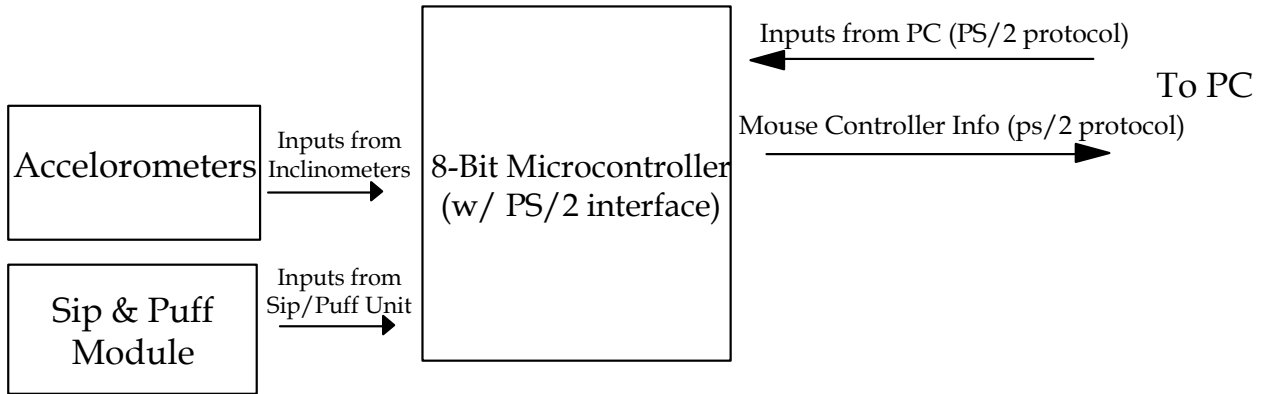 Accelorometers
Inputs from
Inclinometers
Sip & Puff
Module
Inputs from
Sip/Puff Unit
8-Bit Microcontroller
(w/ PS/2 interface)
Inputs from PC (PS/2 protocol)
To PC
Mouse Controller Info (ps/2 protocol)